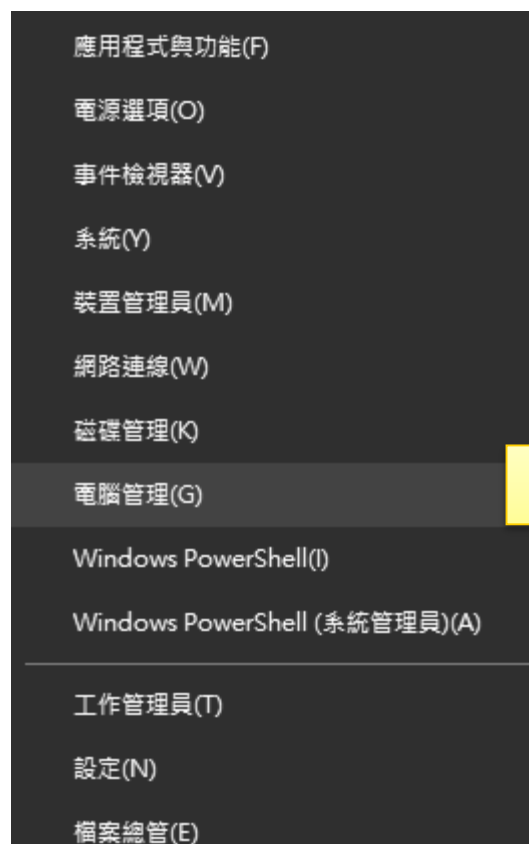 應用程式與功能(F)
電源選項(O)
事件檢視器(V)
系統(Y)
裝置管理員(M)
網路連線(W)
磁碟管理(K)
電腦管理(G)
Windows PowerShell(I)
Windows PowerShell (系統管理員)(A)
工作管理員(T)
設定(N)
檔案總管(E)